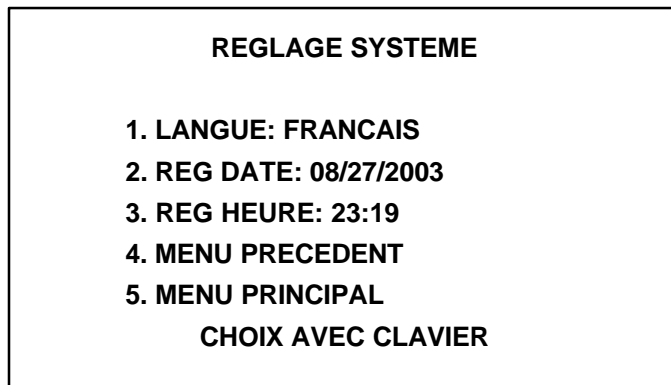 REGLAGE SYSTEME
1. LANGUE: FRANCAIS
2. REG DATE: 08/27/2003
3. REG HEURE: 23:19
4. MENU PRECEDENT
5. MENU PRINCIPAL
CHOIX AVEC CLAVIER